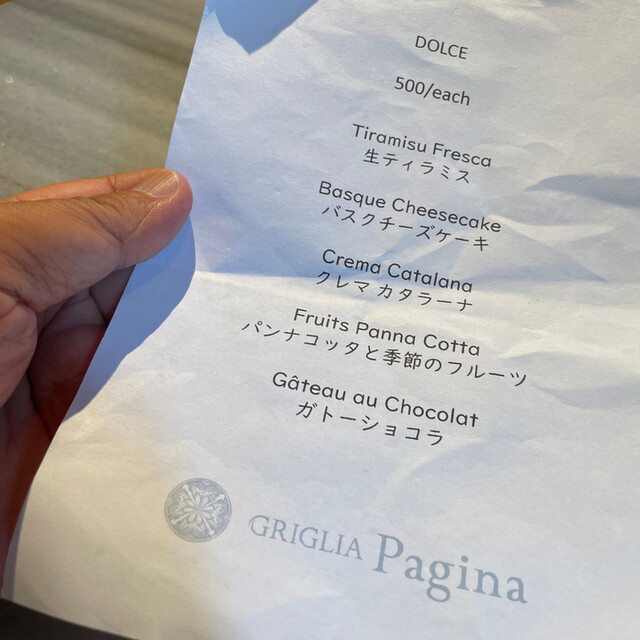 DOLCE
500/each
Tiramisu Fresca
生ティラミス
Basque Cheesecake
バスクチーズケーキ
Crema Catalana
クレマ カタラーナ
Fruits Panna Cotta
パンナコッタと季節のフルーツ
Gâteau au Chocolat
ガトーショコラ
GRIGLIA Pagina